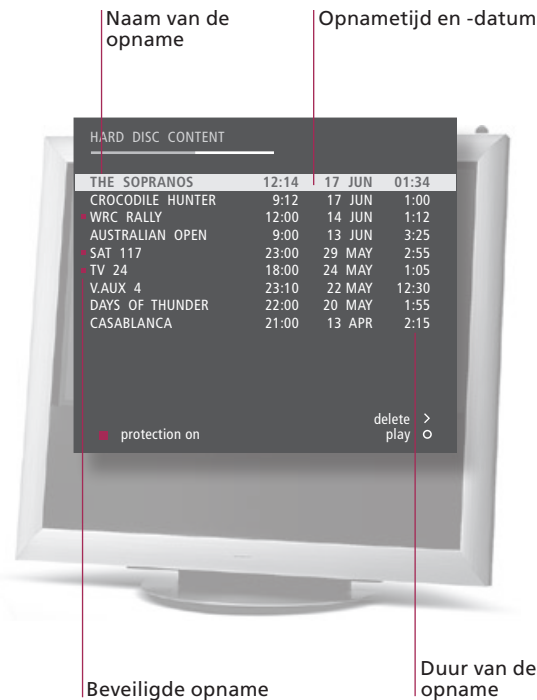 Naam van de
opname
Opnametijd en -datum
HARD DISC CONTENT
THE SOPRANOS 12:14 17 JUN 01:34
CROCODILE HUNTER 9:12 17 JUN 1:00
WRC RALLY 12:00 14 JUN 1:12
AUSTRALIAN OPEN 9:00 13 JUN 3:25
SAT 117 23:00 29 MAY 2:55
TV 24 18:00 24 MAY 1:05
V.AUX 4 23:10 22 MAY 12:30
DAYS OF THUNDER 22:00 20 MAY 1:55
CASABLANCA 21:00 13 APR 2:15
delete >
protection on play
Beveiligde opname
Duur van de
opname